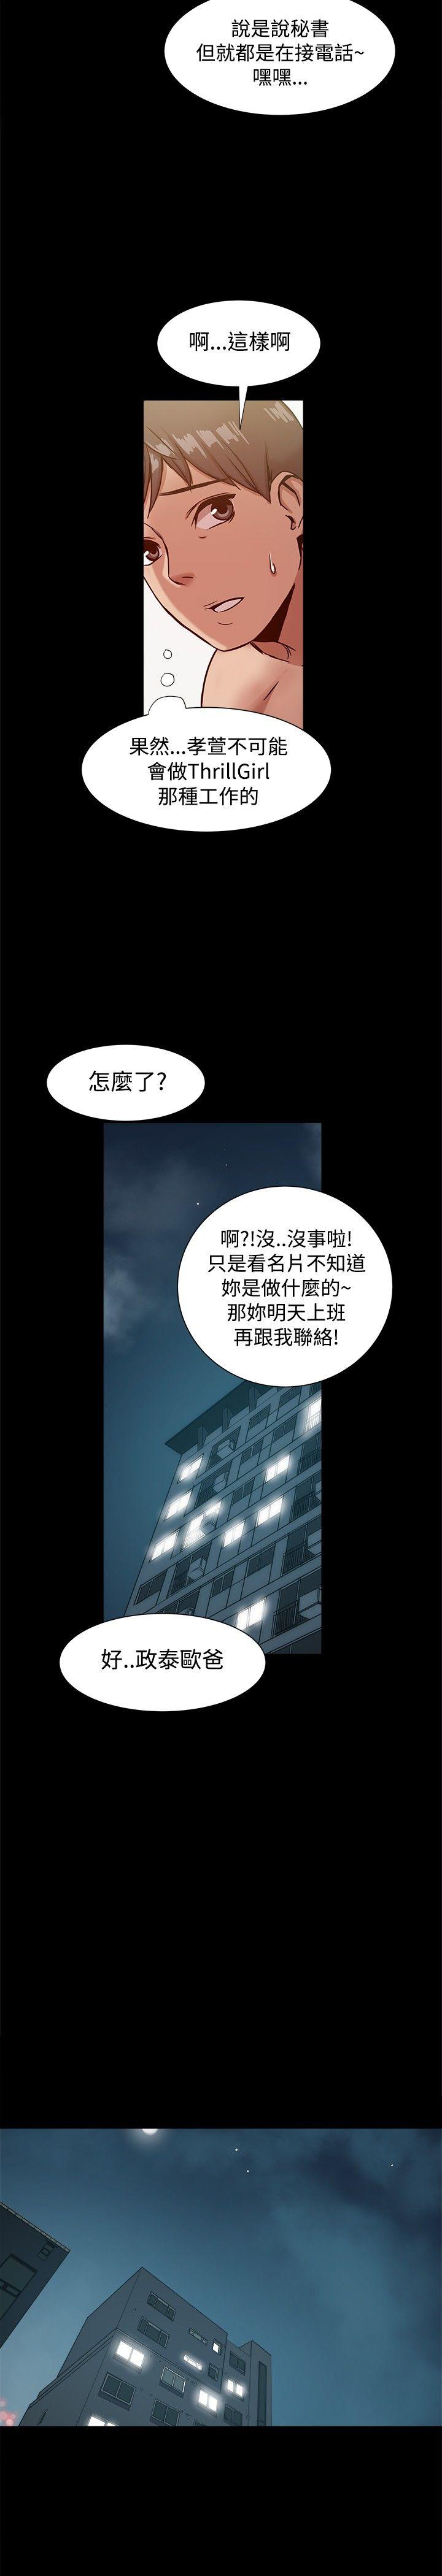 說是說秘書
但就都是在接電話~
嘿嘿...
啊...這樣啊
果然...孝萱不可能
會做ThrillGirl
那種工作的
怎麼了?
啊?!沒..沒事啦!
只是看名片不知道
妳是做什麼的~
那妳明天上班
再跟我聯絡!
好..政泰歐爸